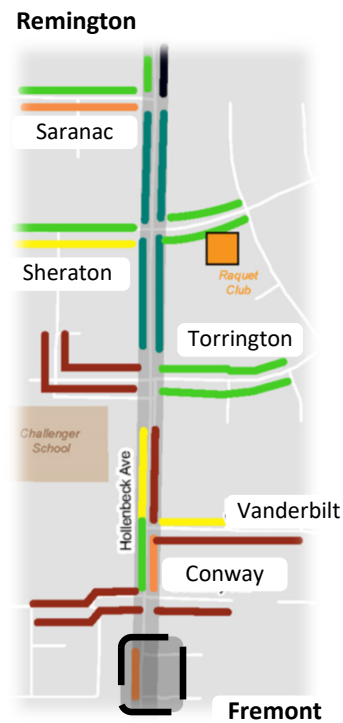 Remington
Saranac
Sheraton
Raquet
Club
Torrington
Challenger
School
Hollenbeck Ave
Vanderbilt
Conway
Fremont